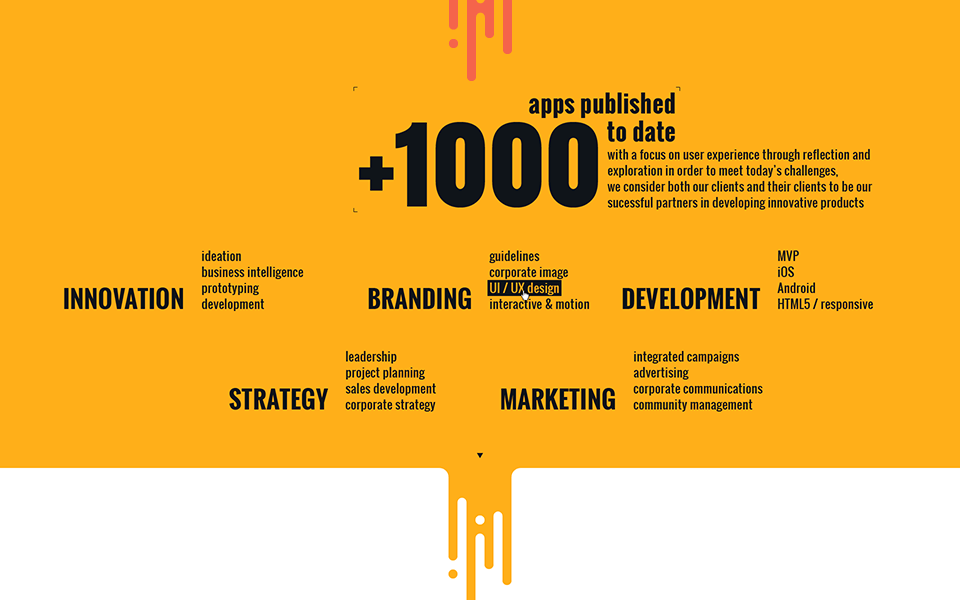 apps published
to date
+1000
with a focus on user experience through reflection and
exploration in order to meet today's challenges,
we consider both our clients and their clients to be our
sucessful partners in developing innovative products
INNOVATION
ideation
business intelligence
prototyping
development
BRANDING
guidelines
corporate image
UI / UX design
interactive & motion
DEVELOPMENT
MVP
iOS
Android
HTML5 / responsive
STRATEGY
leadership
project planning
sales development
corporate strategy
MARKETING
integrated campaigns
advertising
corporate communications
community management